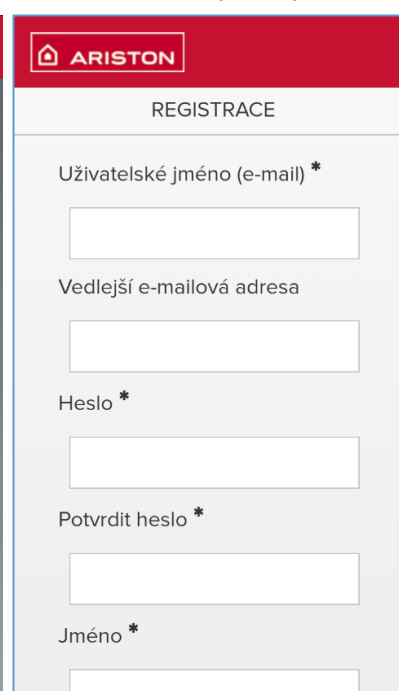 ARISTON
REGISTRACE
Uživatelské jméno (e-mail) *
Vedlejší e-mailová adresa
Heslo *
Potvrdit heslo *
Jméno *